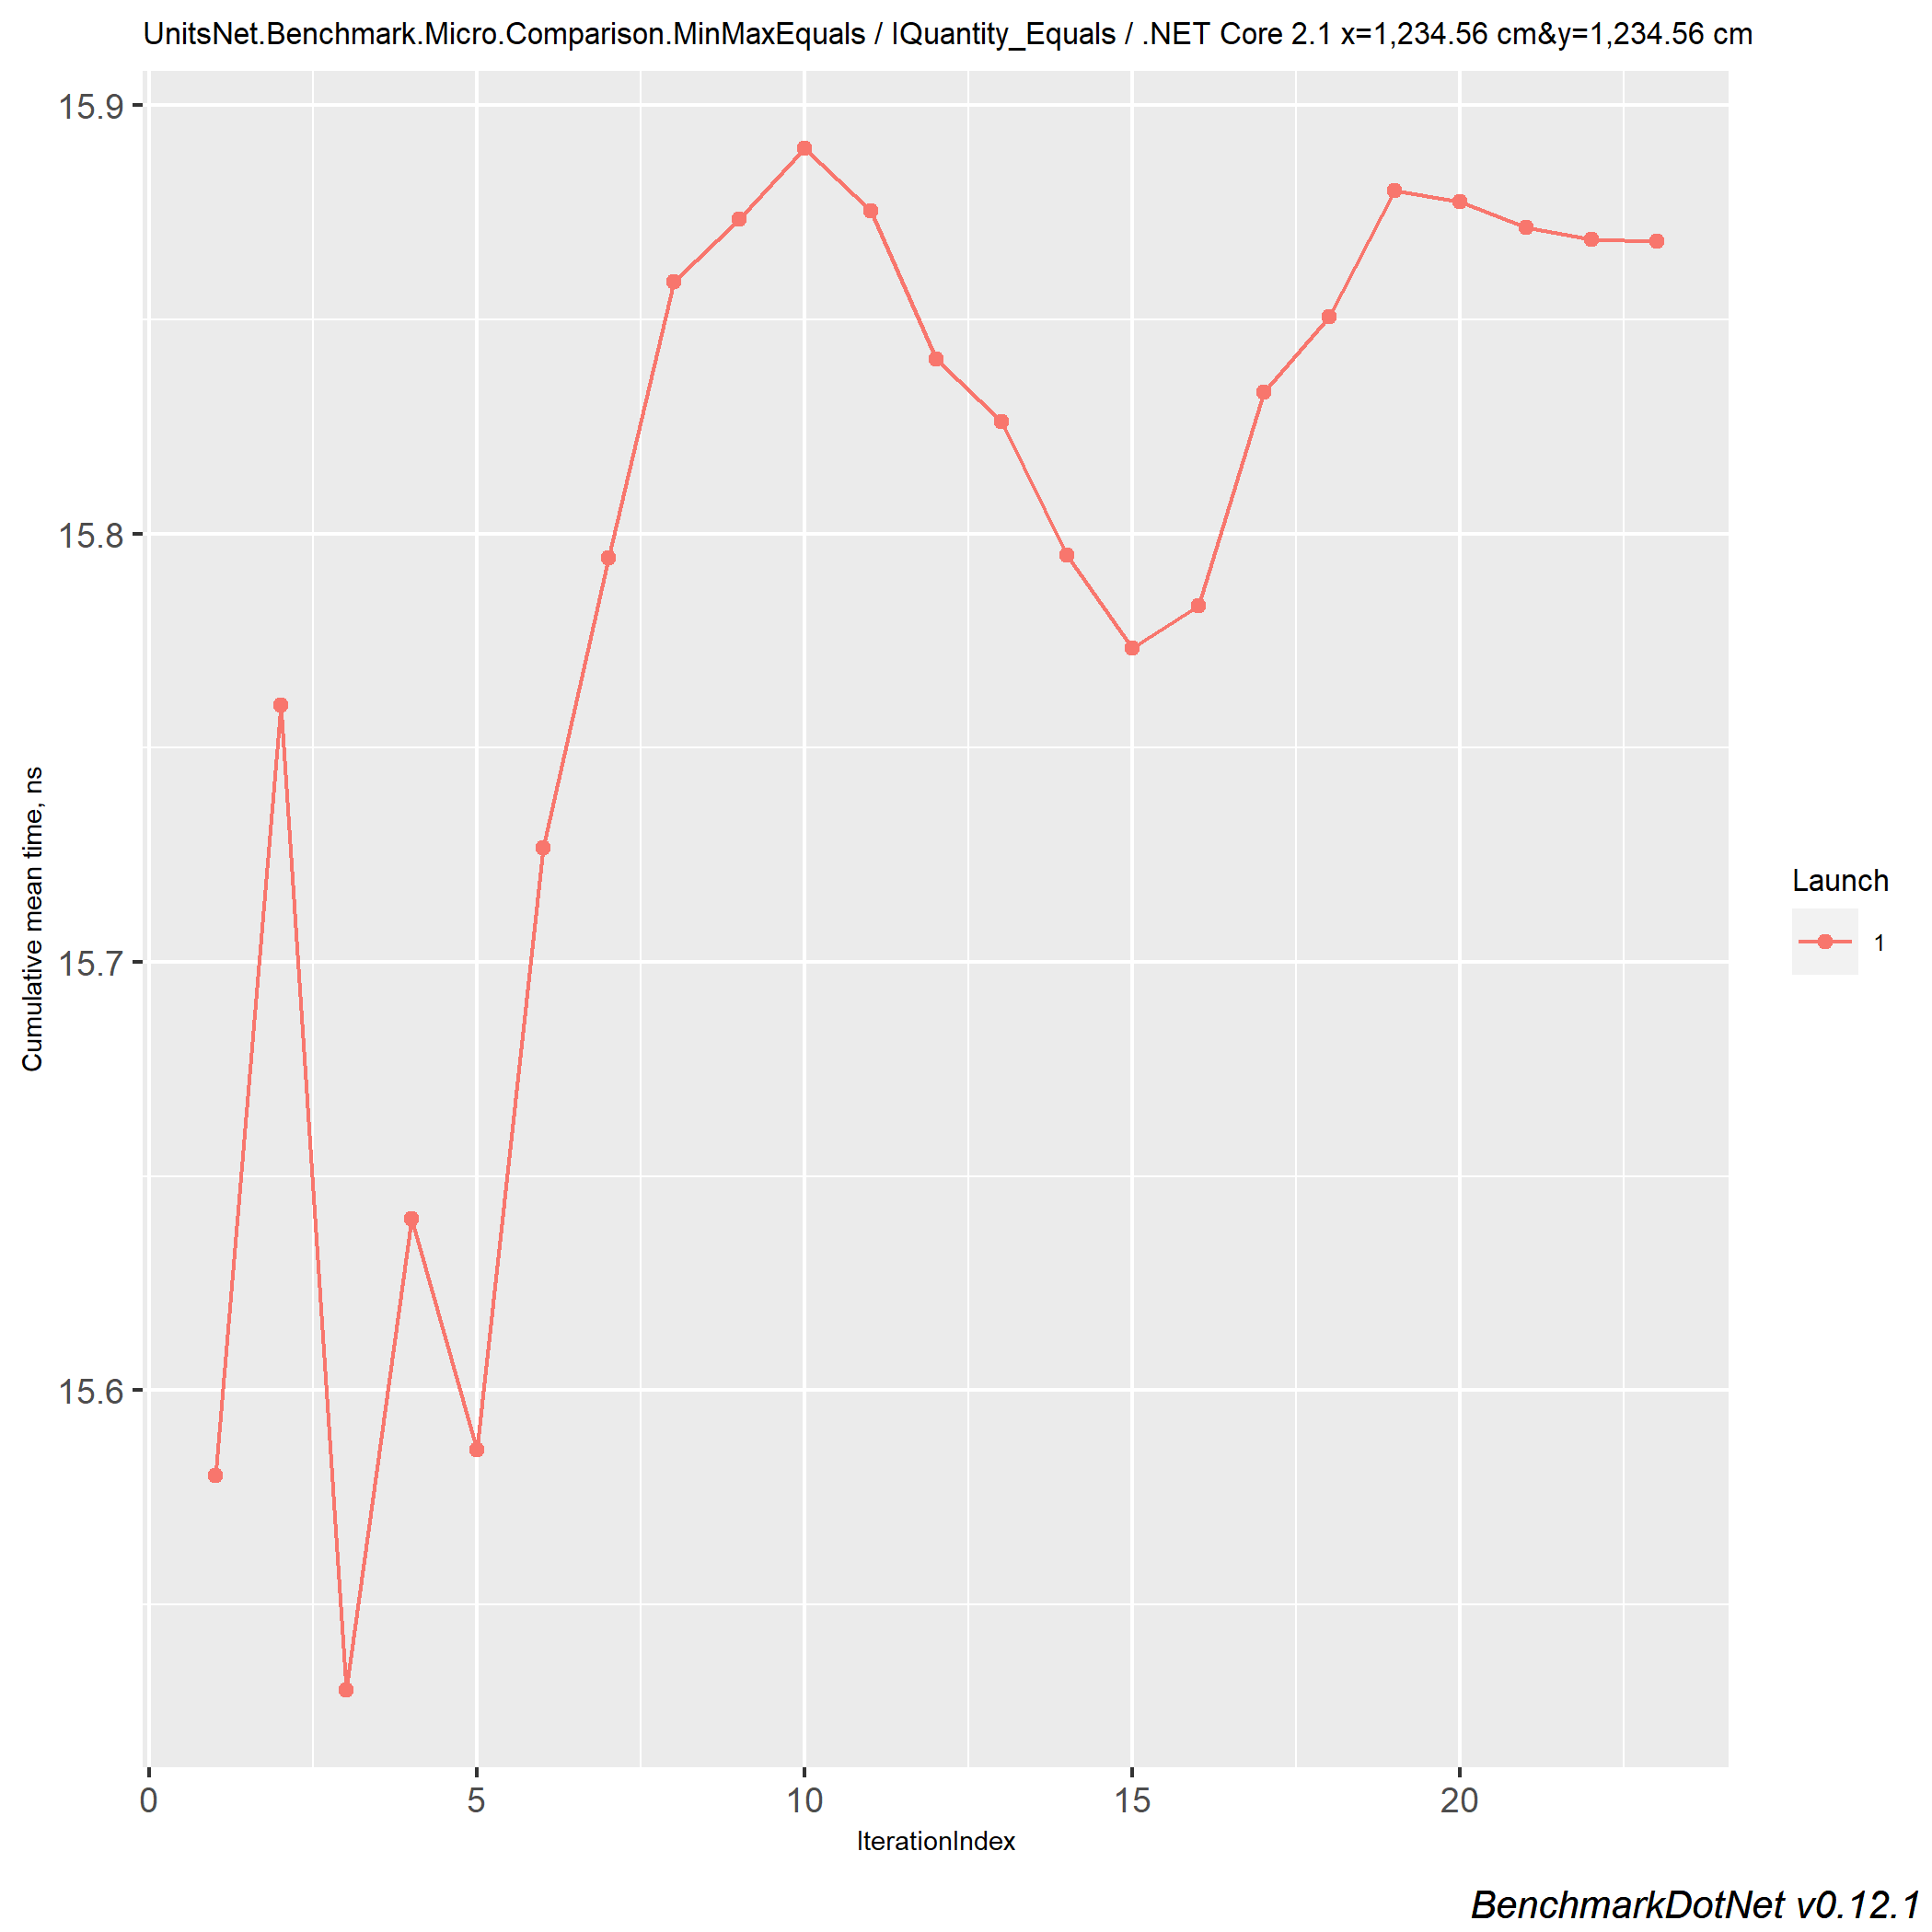 UnitsNet.Benchmark.Micro.Comparison.MinMaxEquals / IQuantity_Equals / .NET Core 2.1 x=1,234.56 cm&y=1,234.56 cm
15.9
15.8
15.7
15.6
Cumulative mean time, ns
0 5 10 15 20
IterationIndex
Launch
1
BenchmarkDotNet v0.12.1